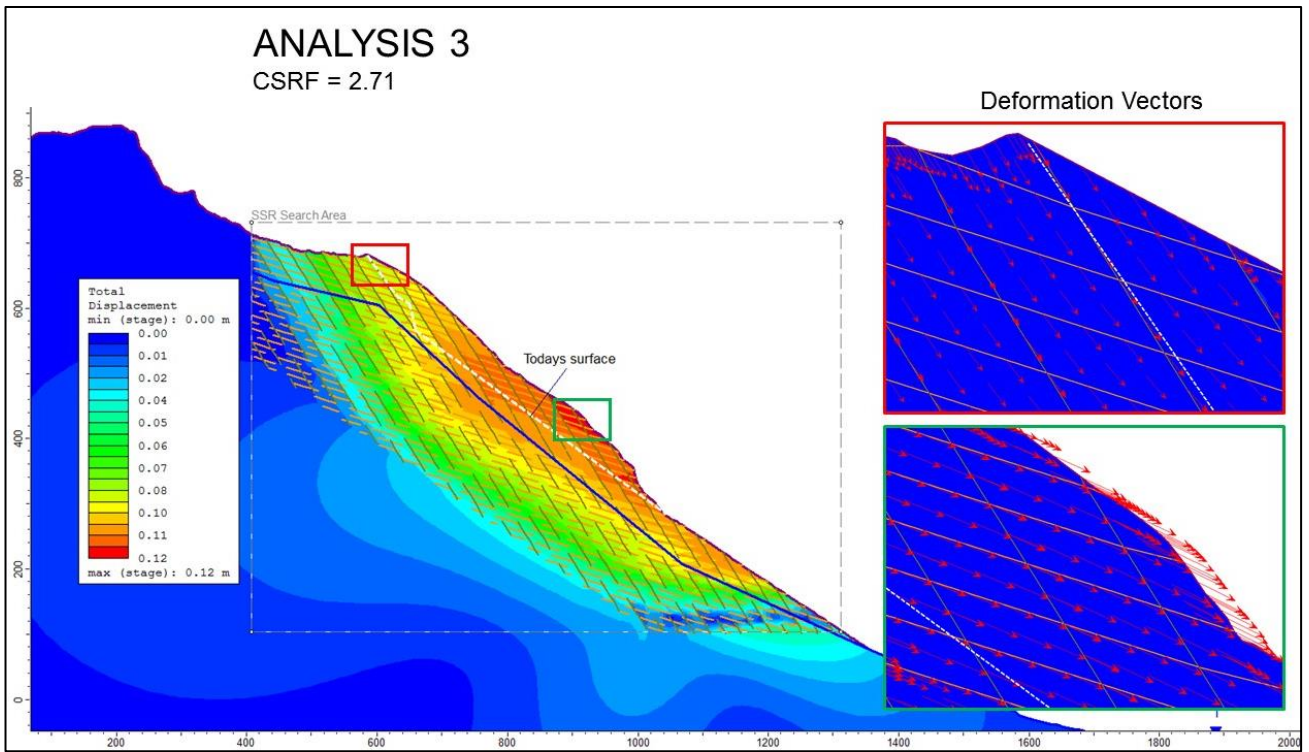 ANALYSIS 3
CSRF = 2.71
Deformation Vectors
SSR Search Area
Todays surface
Total
Displacement
min (stage): 0.00 m
0.00
0.01
0.02
0.04
0.05
0.06
0.07
0.08
0.10
0.11
0.12
max (stage): 0.12 m
800
600
400
200
0
200
400
600
800
1000
1200
1400
1600
1800
2000